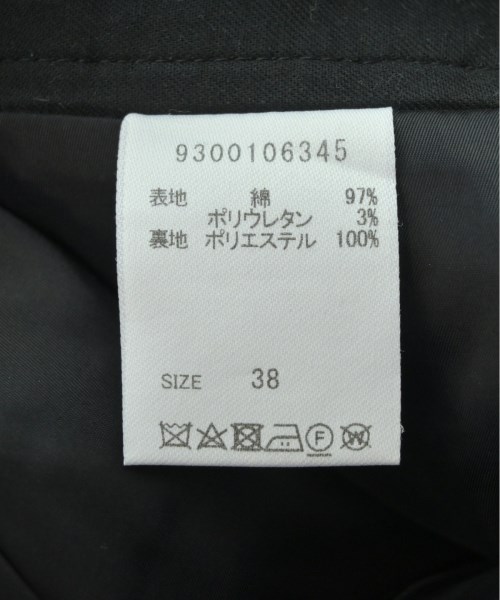 9300106345
表地 綿 97%
ポリウレタン 3%
裏地 ポリエステル 100%
SIZE 38
F W